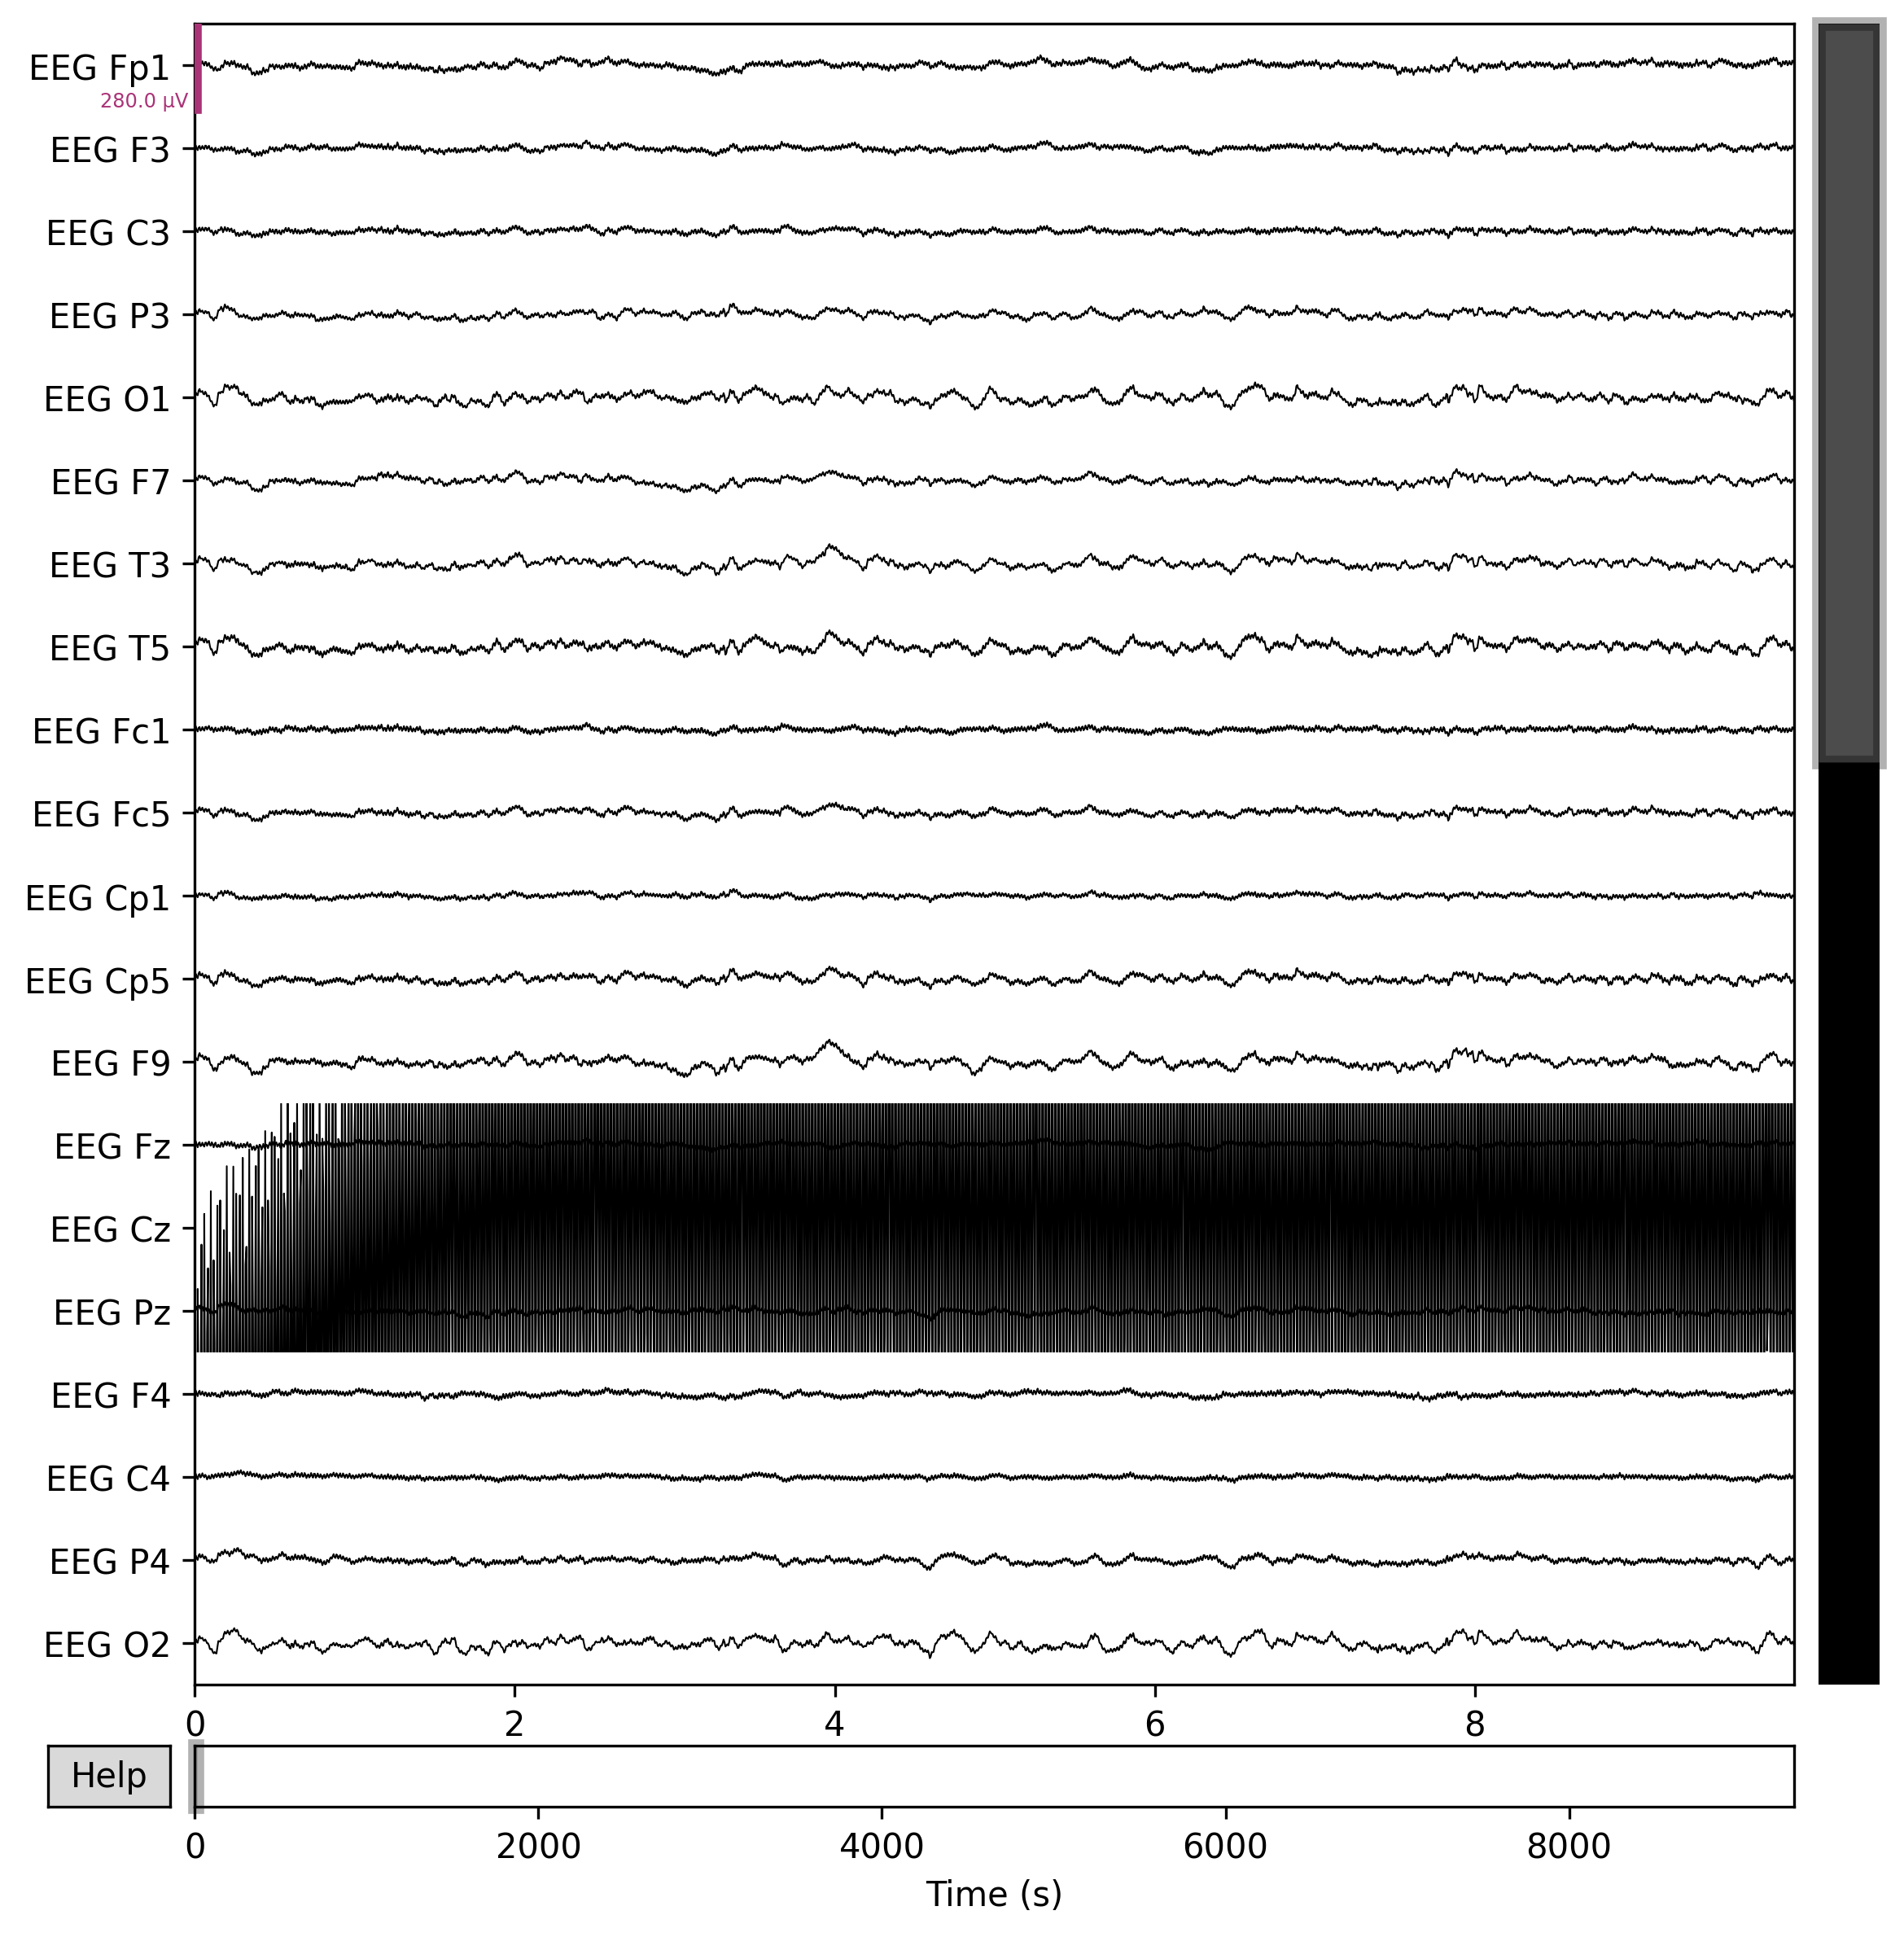 EEG Fp1
280.0 µV
EEG F3
EEG C3
EEG P3
EEG O1
EEG F7
EEG T3
EEG T5
EEG Fc1
EEG Fc5
EEG Cp1
EEG Cp5
EEG F9
EEG Fz
EEG Cz
EEG Pz
EEG F4
EEG C4
EEG P4
EEG O2
0 2 4 6 8
Help
0 2000 4000 6000 8000
Time (s)